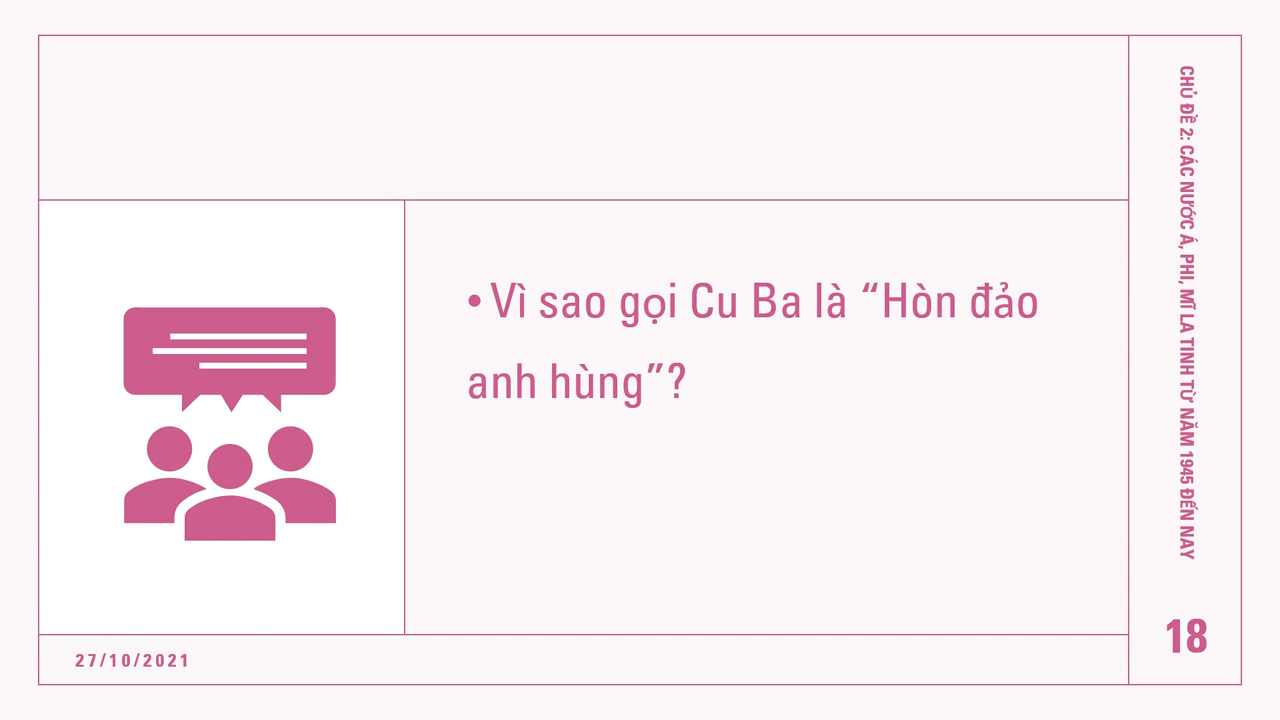 • Vì sao gọi Cu Ba là “Hòn đảo
anh hùng”?
CHỦ ĐỀ 2: CÁC NƯỚC Á, PHI, MĨ LA TINH TỪ NĂM 1945 ĐẾN NAY
27/10/2021
18